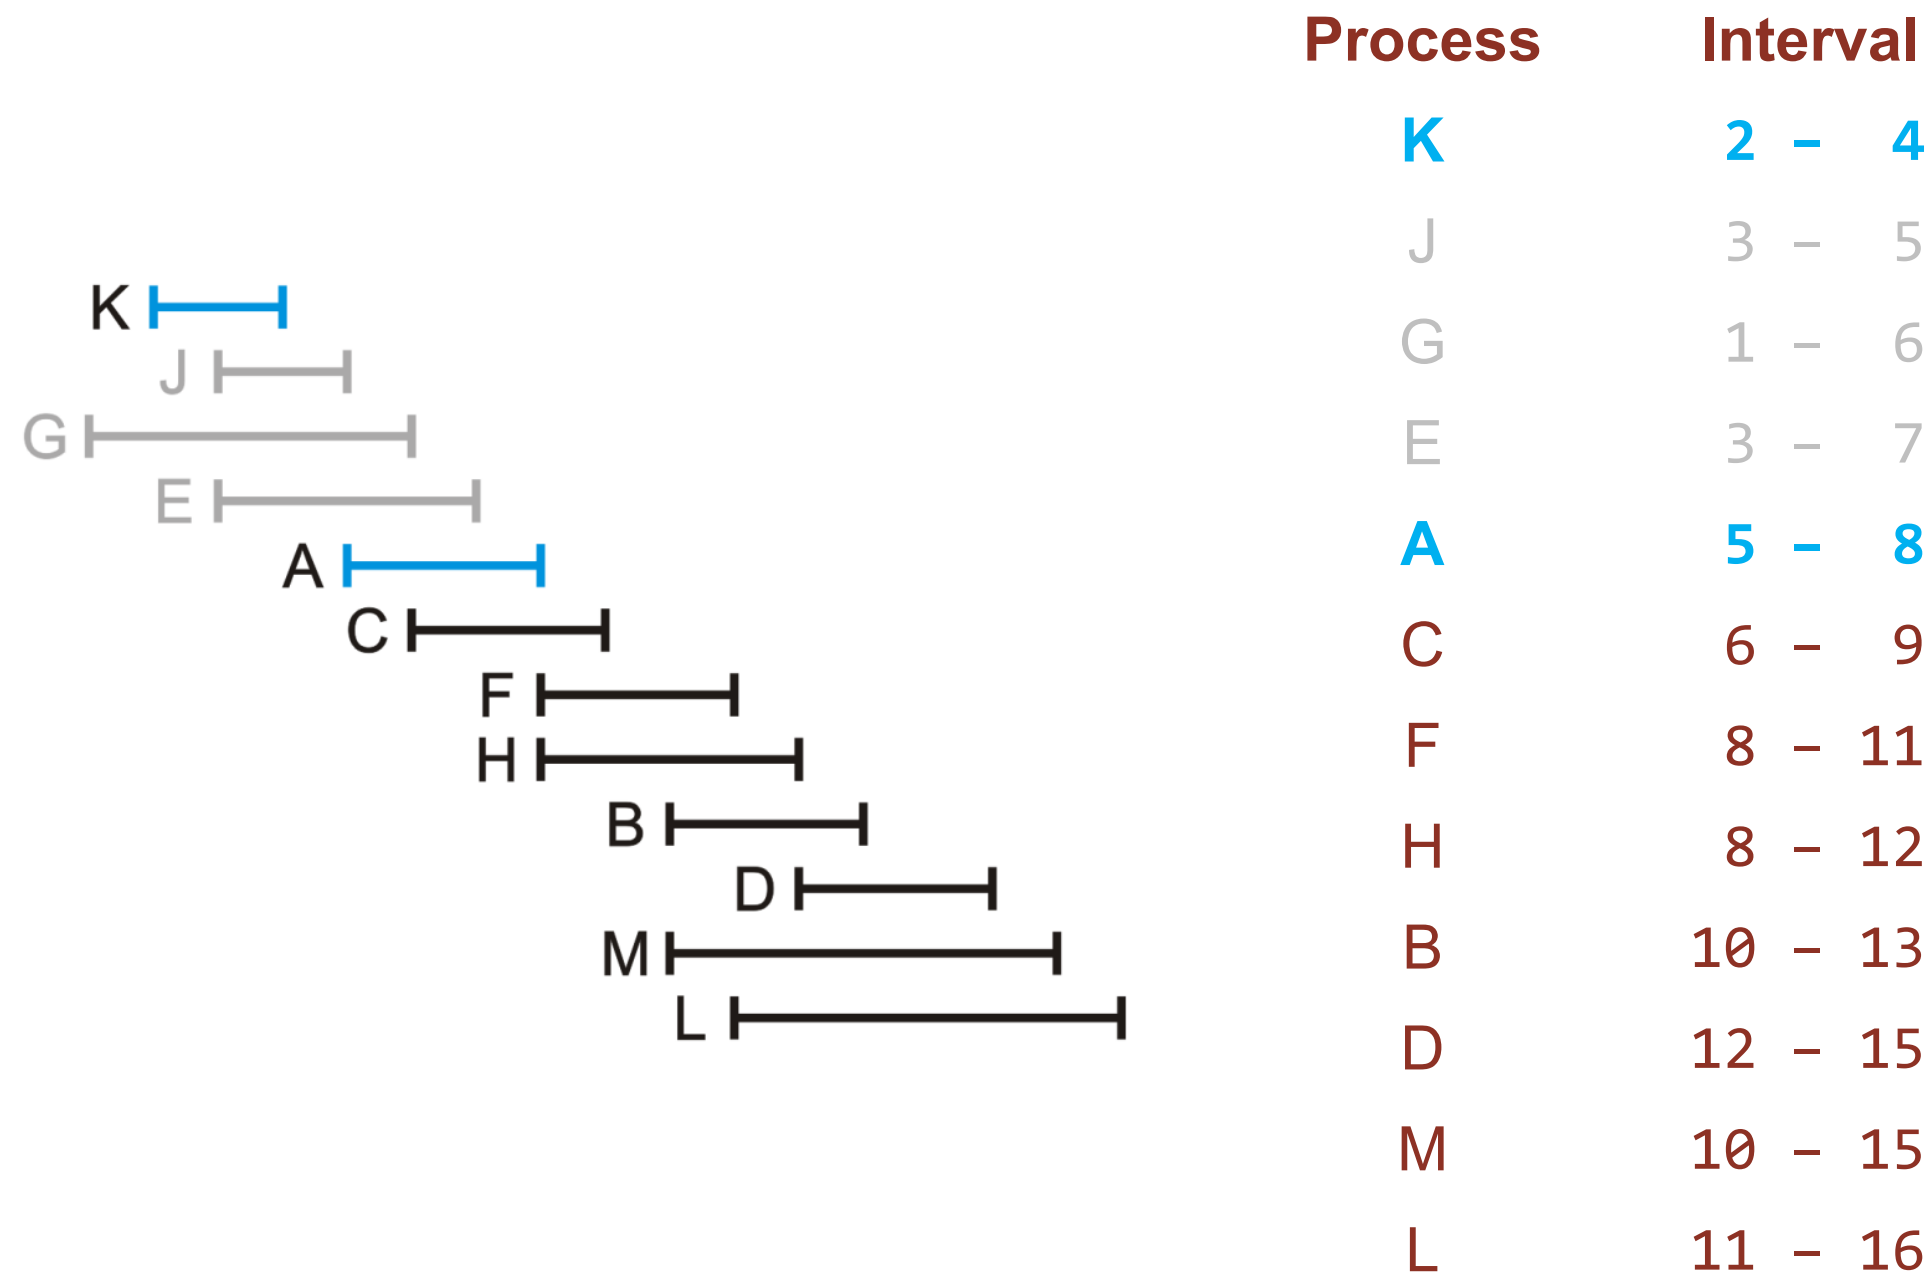 Process Interval
K 2 - 4
J 3 - 5
G 1 - 6
E 3 - 7
A 5 - 8
C 6 - 9
F 8 - 11
H 8 - 12
B 10 - 13
D 12 - 15
M 10 - 15
L 11 - 16
K
J
G
E
A
C
F
H
B
D
M
L